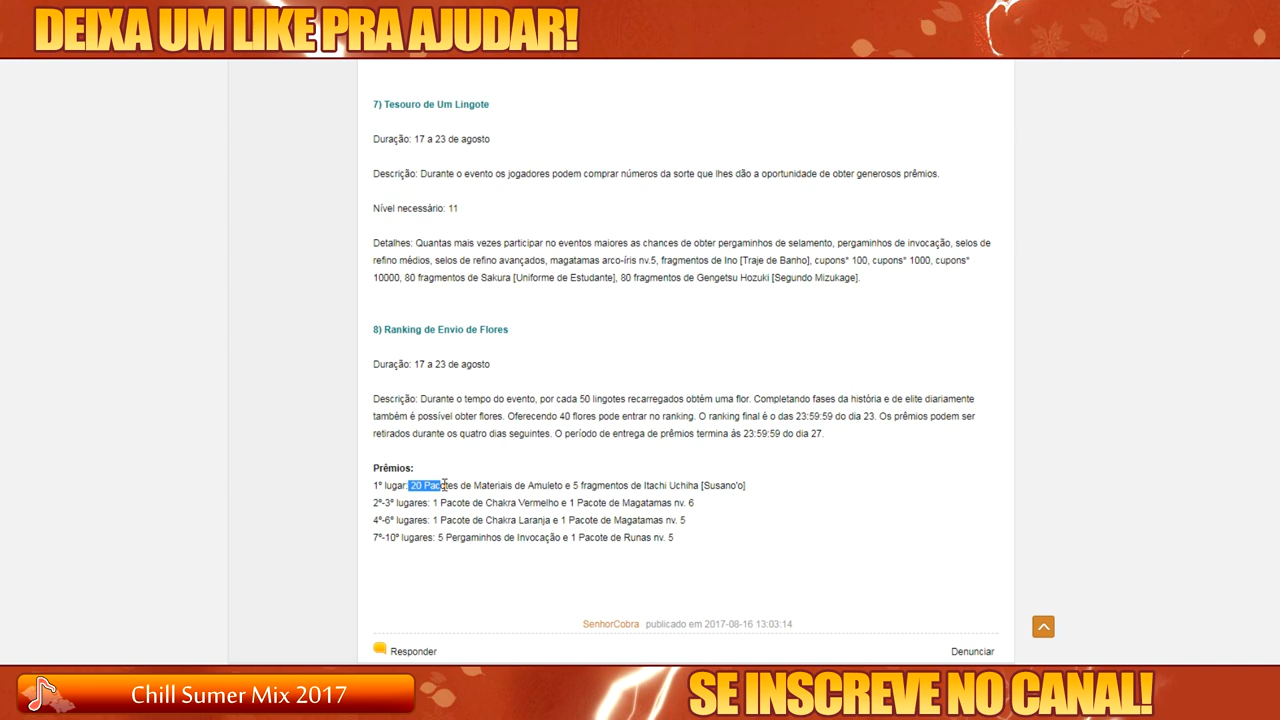 DEIXA UM LIKE PRA AJUDAR!
7) Tesouro de Um Lingote
Duração: 17 a 23 de agosto
Descrição: Durante o evento os jogadores podem comprar números da sorte que lhes dão a oportunidade de obter generosos prêmios.
Nível necessário: 11
Detalhes: Quantas mais vezes participar no eventos maiores as chances de obter pergaminhos de selamento, pergaminhos de invocação, selos de
refino médios, selos de refino avançados, magatamas arco-íris nv.5, fragmentos de Ino [Traje de Banho], cupons* 100, cupons* 1000, cupons*
10000, 80 fragmentos de Sakura [Uniforme de Estudante], 80 fragmentos de Gengetsu Hozuki [Segundo Mizukage].
8) Ranking de Envio de Flores
Duração: 17 a 23 de agosto
Descrição: Durante o tempo do evento, por cada 50 lingotes recarregados obtém uma flor. Completando fases da história e de elite diariamente
também é possível obter flores. Oferecendo 40 flores pode entrar no ranking. O ranking final é o das 23:59:59 do dia 23. Os prêmios podem ser
retirados durante os quatro dias seguintes. O período de entrega de prêmios termina ás 23:59:59 do dia 27.
Prêmios:
1º lugar: 20 Pacotes de Materiais de Amuleto e 5 fragmentos de Itachi Uchiha [Susano'o]
2º-3º lugares: 1 Pacote de Chakra Vermelho e 1 Pacote de Magatamas nv. 6
4º-6º lugares: 1 Pacote de Chakra Laranja e 1 Pacote de Magatamas nv. 5
7º-10º lugares: 5 Pergaminhos de Invocação e 1 Pacote de Runas nv. 5
SenhorCobra publicado em 2017-08-16 13:03:14
Responder Denunciar
Chill Sumer Mix 2017
SE INSCREVE NO CANAL!